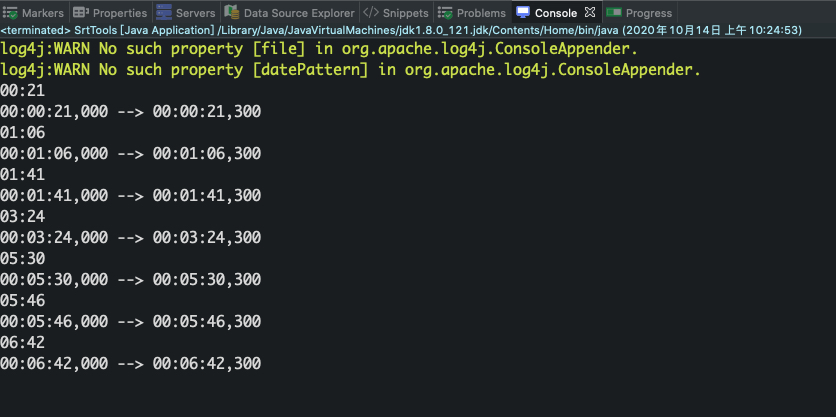 Markers Properties Servers Data Source Explorer Snippets Problems Console Progress
<terminated> SrtTools [Java Application] /Library/Java/JavaVirtualMachines/jdk1.8.0_121.jdk/Contents/Home/bin/java (2020年10月14日 上午10:24:53)
log4j:WARN No such property [file] in org.apache.log4j.ConsoleAppender.
log4j:WARN No such property [datePattern] in org.apache.log4j.ConsoleAppender.
00:21
00:00:21,000 --> 00:00:21,300
01:06
00:01:06,000 --> 00:01:06,300
01:41
00:01:41,000 --> 00:01:41,300
03:24
00:03:24,000 --> 00:03:24,300
05:30
00:05:30,000 --> 00:05:30,300
05:46
00:05:46,000 --> 00:05:46,300
06:42
00:06:42,000 --> 00:06:42,300